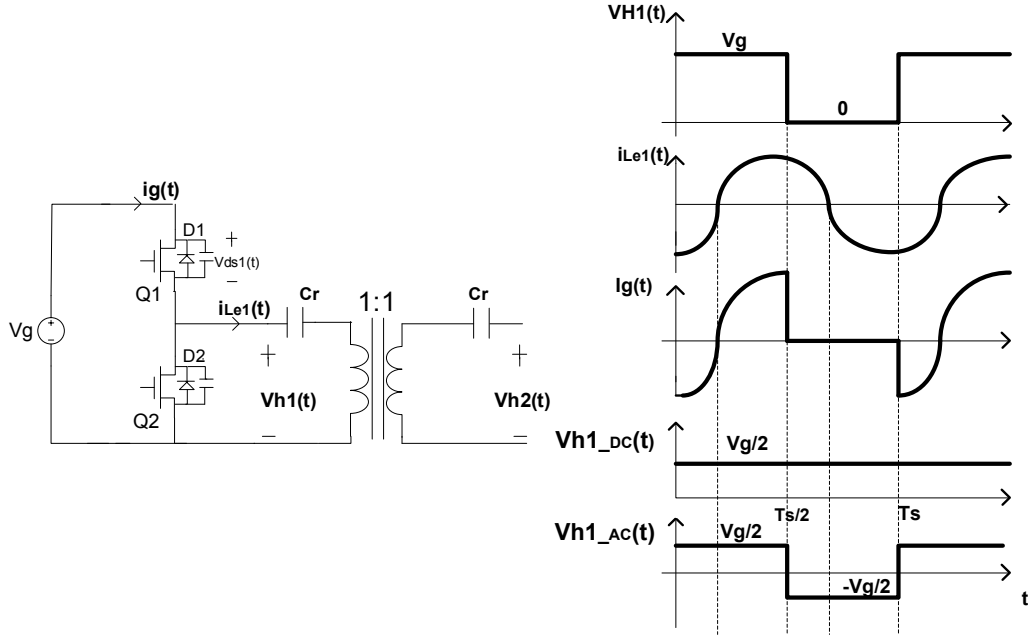 ig(t)
D1
+
Vds1(t)
−
Q1
iLe1(t)
Cr
1:1
Cr
Vg
+
−
D2
Q2
+
Vh1(t)
−
+
Vh2(t)
−
VH1(t)
Vg
0
iLe1(t)
Ig(t)
Vh1_DC(t)
Vg/2
Ts/2
Ts
Vh1_AC(t)
Vg/2
-Vg/2
t